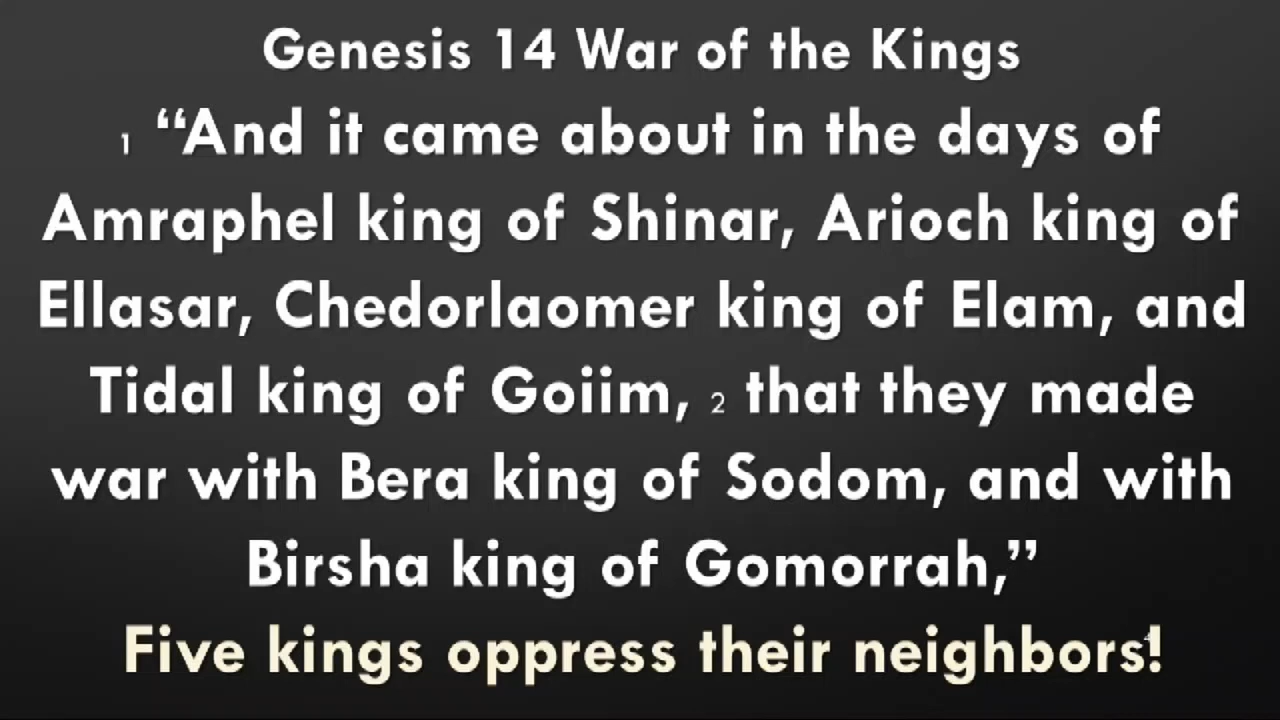 Genesis 14 War of the Kings
1 “And it came about in the days of
Amraphel king of Shinar, Arioch king of
Ellasar, Chedorlaomer king of Elam, and
Tidal king of Goiim, 2 that they made
war with Bera king of Sodom, and with
Birsha king of Gomorrah,”
Five kings oppress their neighbors!